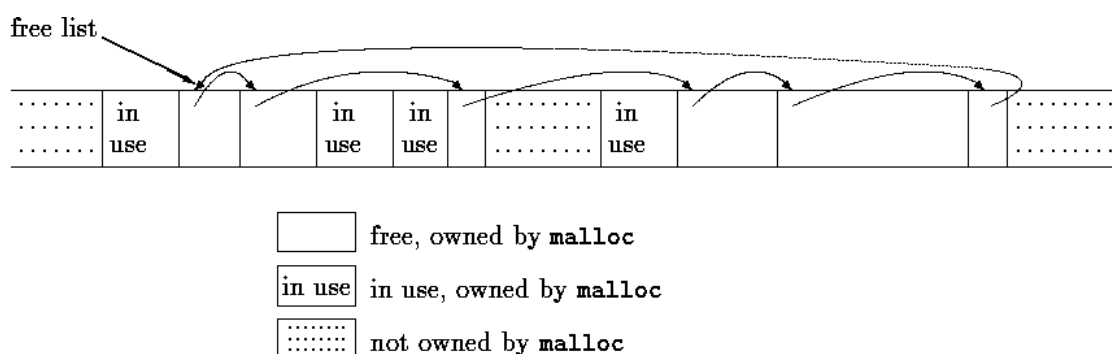 free list
in use
in use
in use
in use
free, owned by malloc
in use in use, owned by malloc
not owned by malloc